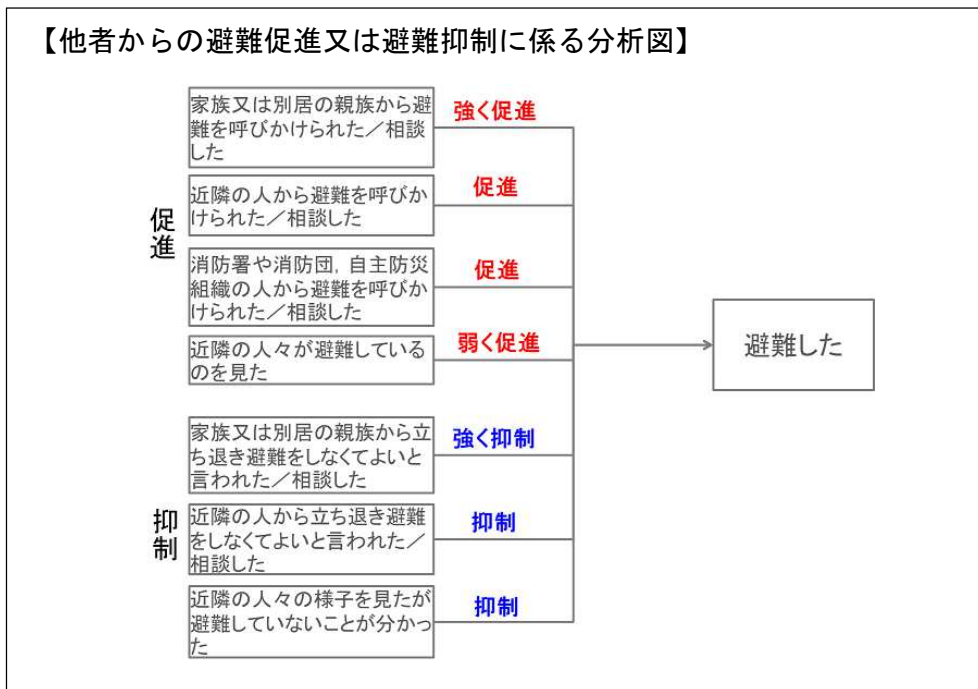 【他者からの避難促進又は避難抑制に係る分析図】
促進
家族又は別居の親族から避
難を呼びかけられた／相談
した
強く促進
近隣の人から避難を呼びか
けられた／相談した
促進
消防署や消防団，自主防災
組織の人から避難を呼びか
けられた／相談した
促進
近隣の人々が避難している
のを見た
弱く促進
避難した
抑制
家族又は別居の親族から立
ち退き避難をしなくてよいと
言われた／相談した
強く抑制
近隣の人から立ち退き避難
をしなくてよいと言われた／
相談した
抑制
近隣の人々の様子を見たが
避難していないことが分かっ
た
抑制